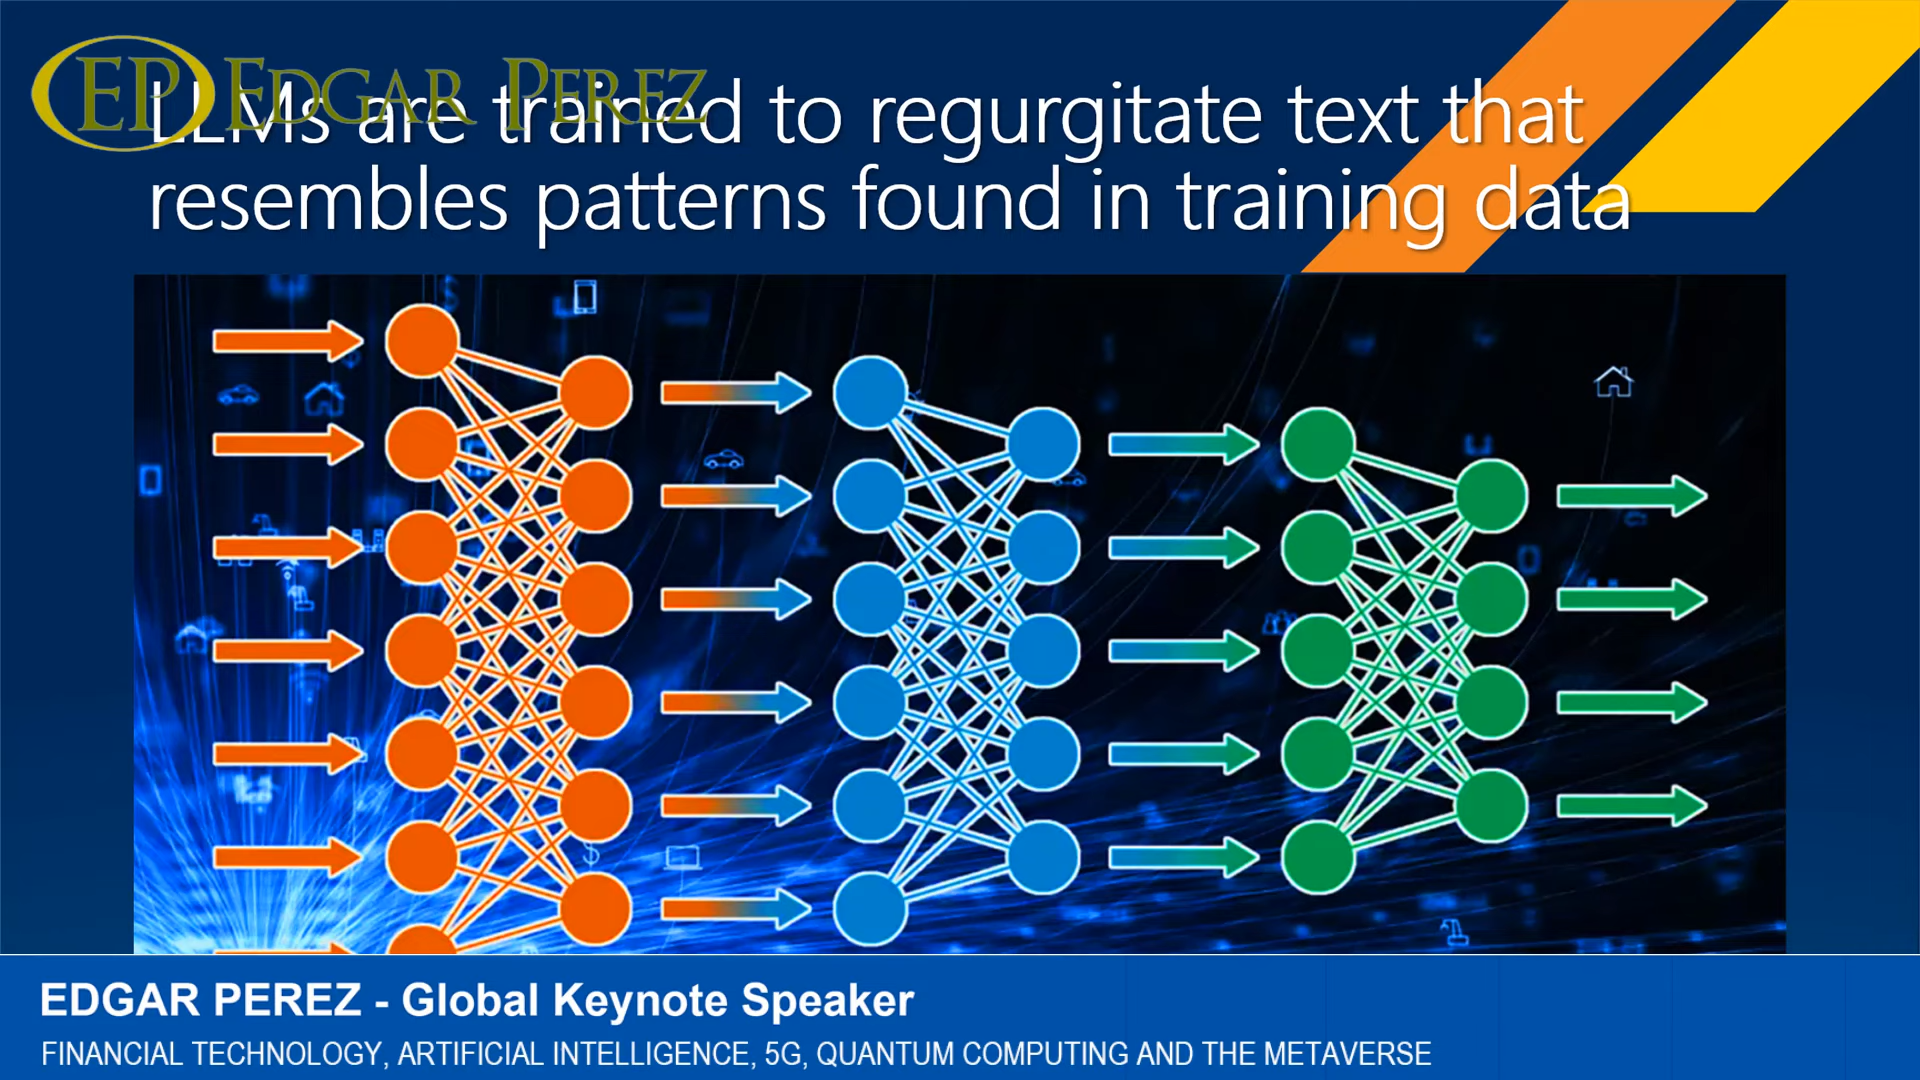 EP EDGAR PEREZ
LLMs are trained to regurgitate text that
resembles patterns found in training data
EDGAR PEREZ - Global Keynote Speaker
FINANCIAL TECHNOLOGY, ARTIFICIAL INTELLIGENCE, 5G, QUANTUM COMPUTING AND THE METAVERSE